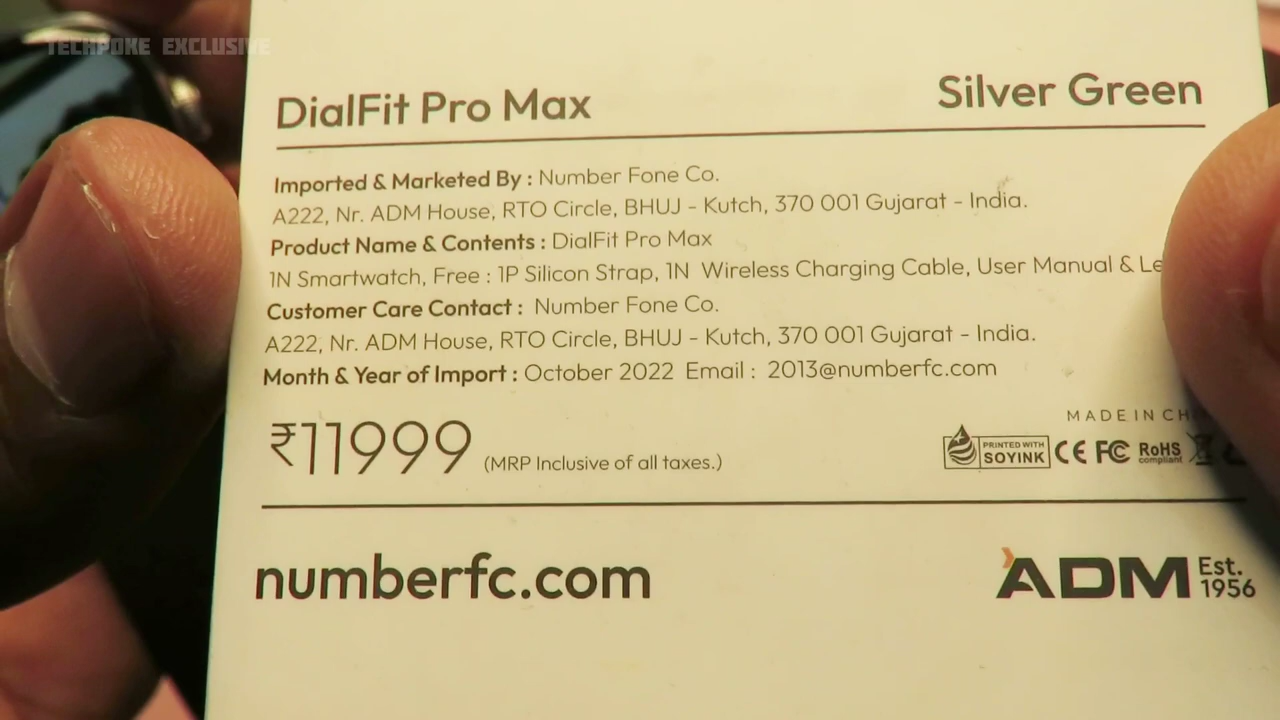 TECHPOKE EXCLUSIVE
DialFit Pro Max
Silver Green
Imported & Marketed By : Number Fone Co.
A222, Nr. ADM House, RTO Circle, BHUJ - Kutch, 370 001 Gujarat - India.
Product Name & Contents : DialFit Pro Max
1N Smartwatch, Free : 1P Silicon Strap, 1N Wireless Charging Cable, User Manual &
Customer Care Contact : Number Fone Co.
A222, Nr. ADM House, RTO Circle, BHUJ - Kutch, 370 001 Gujarat - India.
Month & Year of Import : October 2022 Email : 2013@numberfc.com
₹11999 (MRP Inclusive of all taxes.)
MADE IN
PRINTED WITH
SOYINK
CE FC RoHS
compliant
numberfc.com
ADM Est.
1956